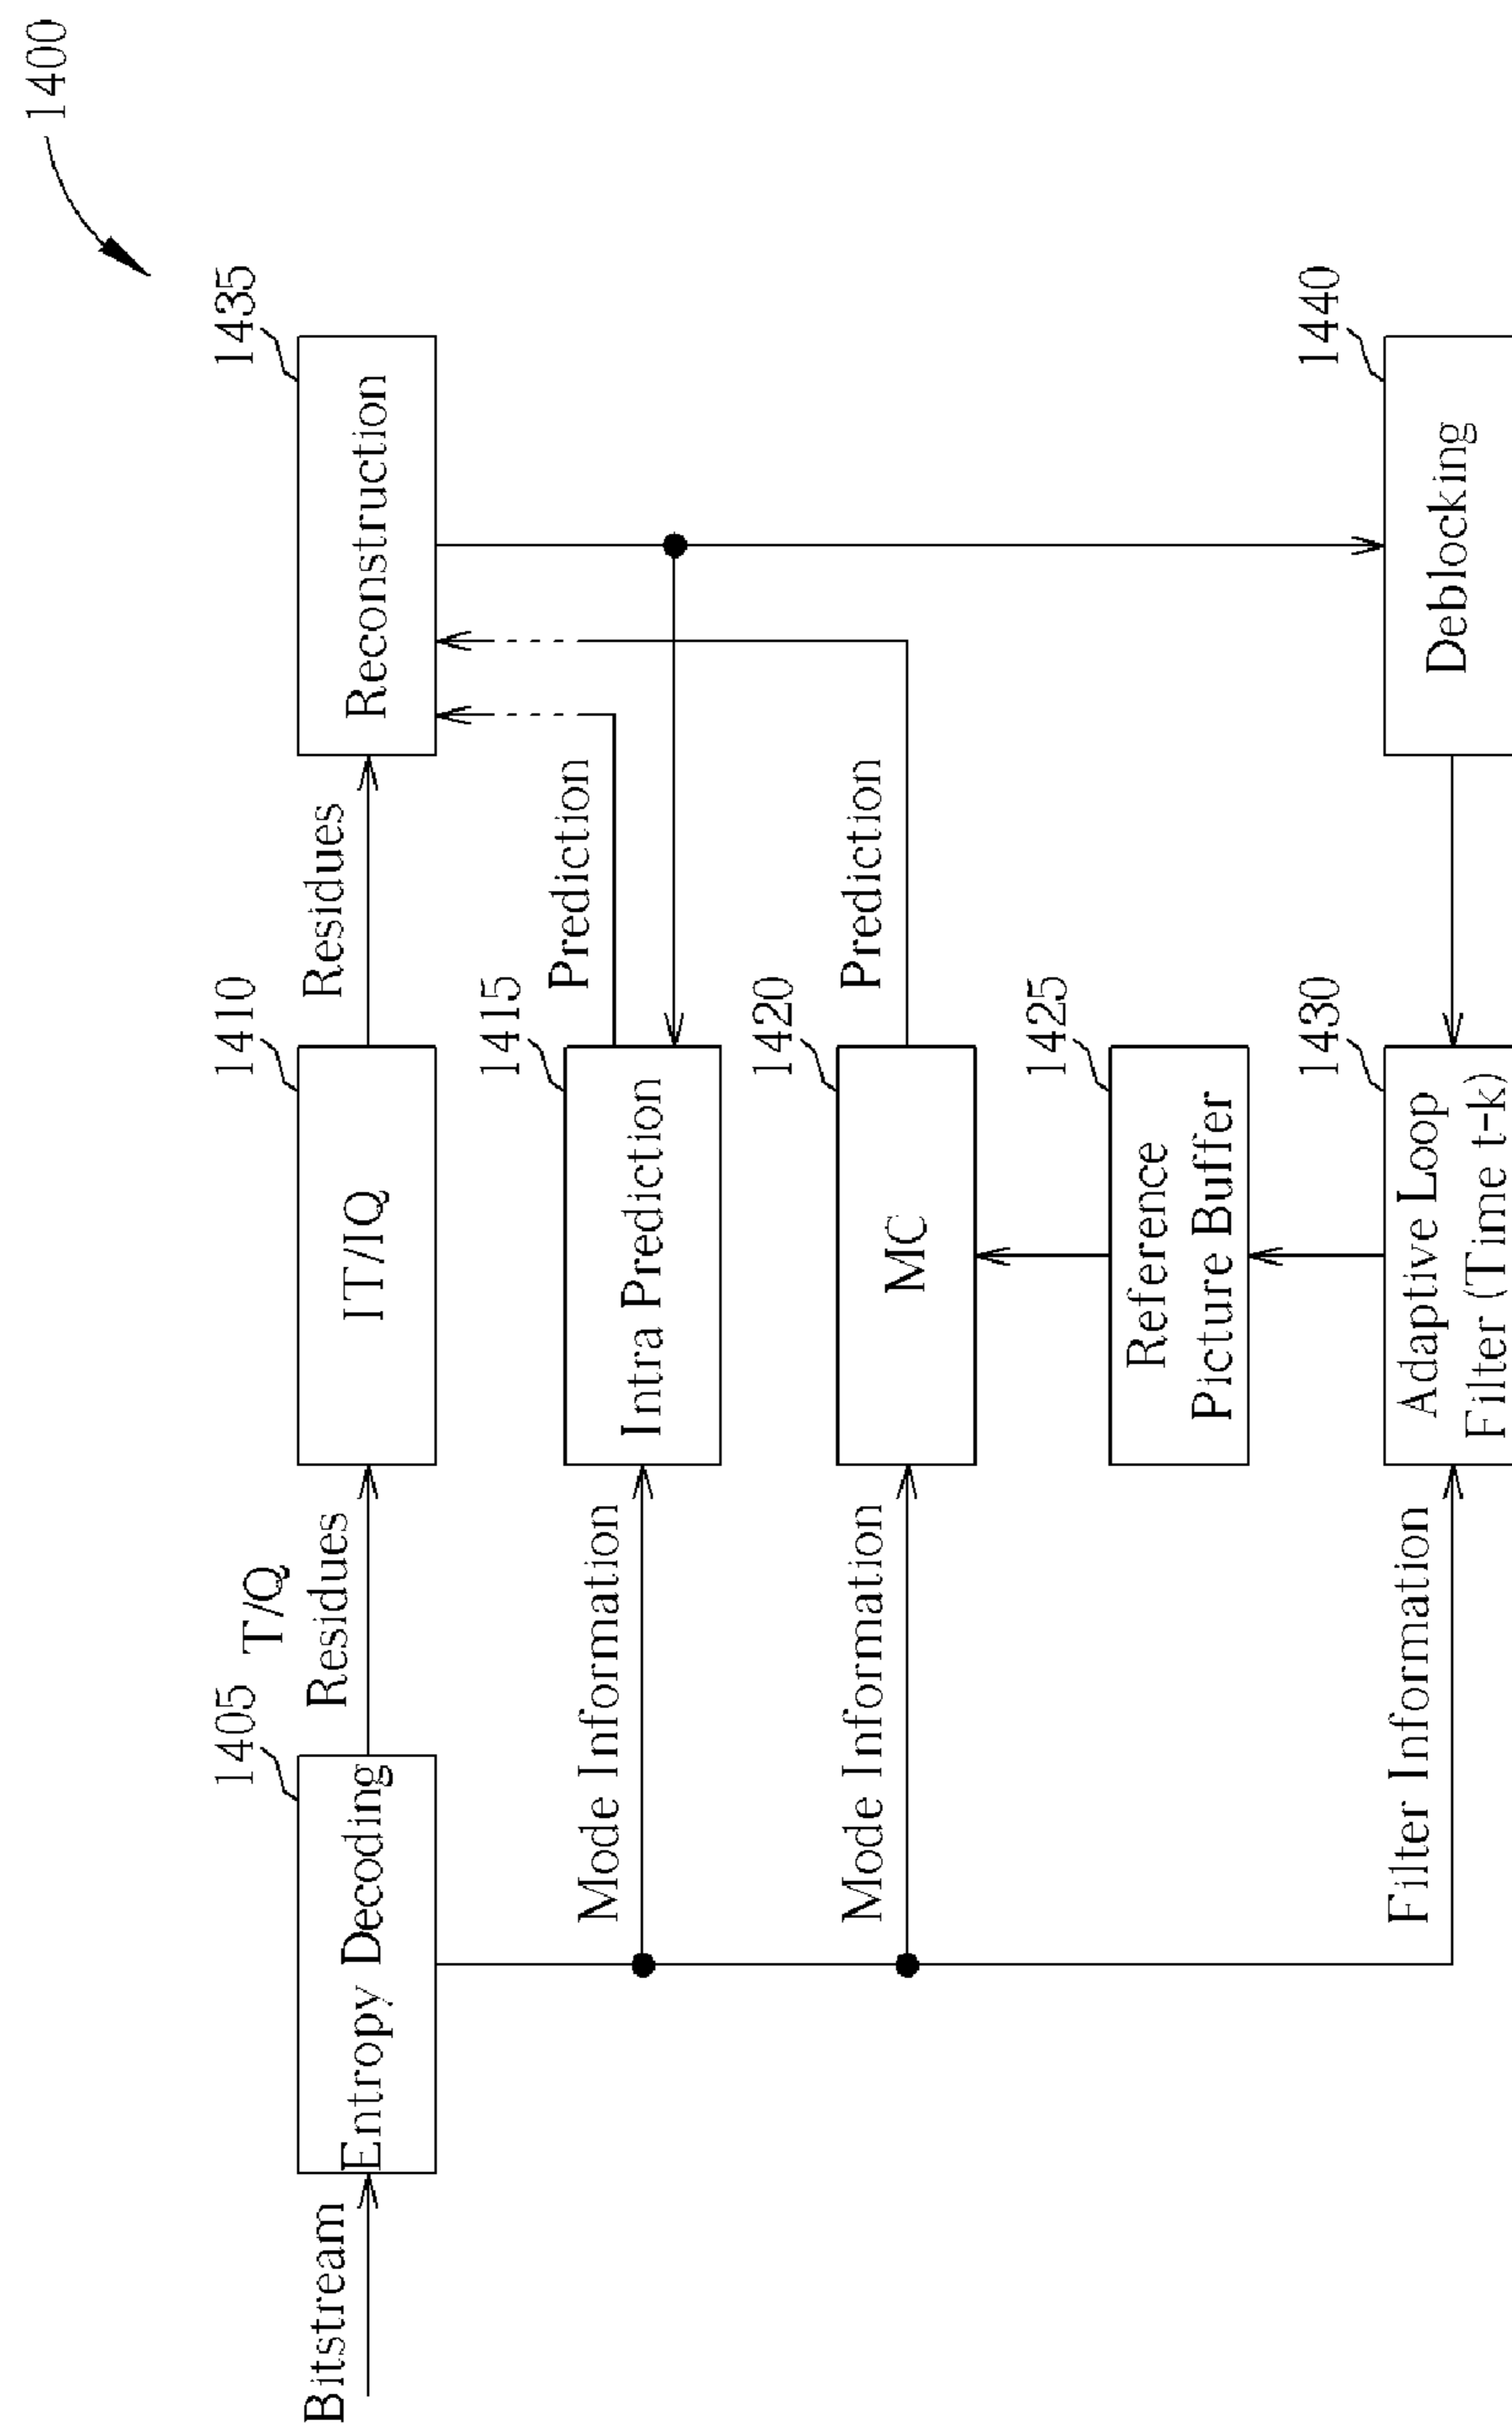 1400
1405
1410
1435
Bitstream
Entropy Decoding
T/Q
Residues
IT/IQ
Residues
Reconstruction
1415
Mode Information
Intra Prediction
Prediction
1420
Mode Information
MC
Prediction
1425
Reference
Picture Buffer
1430
1440
Filter Information
Adaptive Loop
Filter (Time t-k)
Deblocking